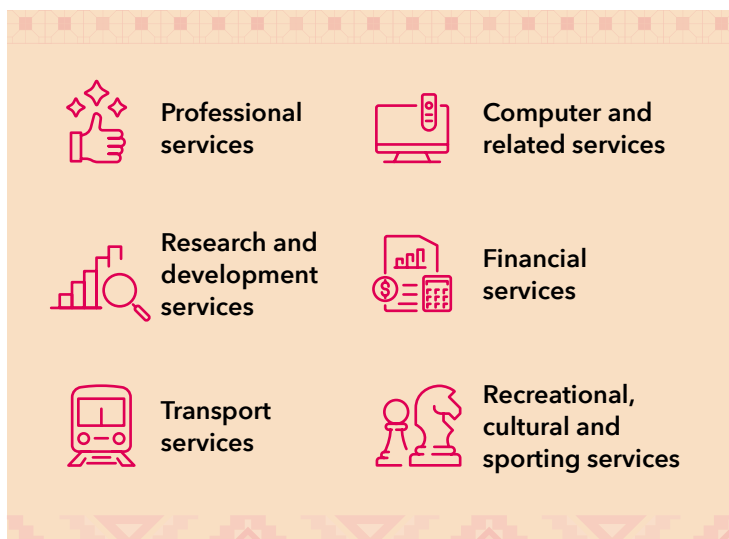 Professional
services
Computer and
related services
Research and
development
services
Financial
services
Transport
services
Recreational,
cultural and
sporting services